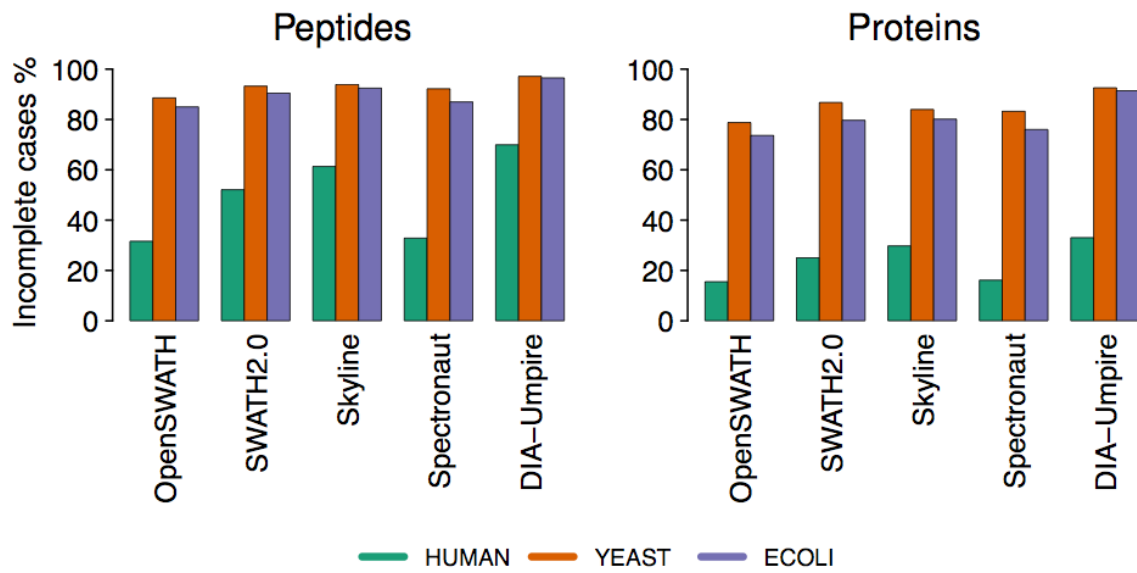 Peptides
Proteins
Incomplete cases %
100
80
60
40
20
0
OpenSWATH
SWATH2.0
Skyline
Spectronaut
DIA−Umpire
100
80
60
40
20
0
OpenSWATH
SWATH2.0
Skyline
Spectronaut
DIA−Umpire
HUMAN YEAST ECOLI